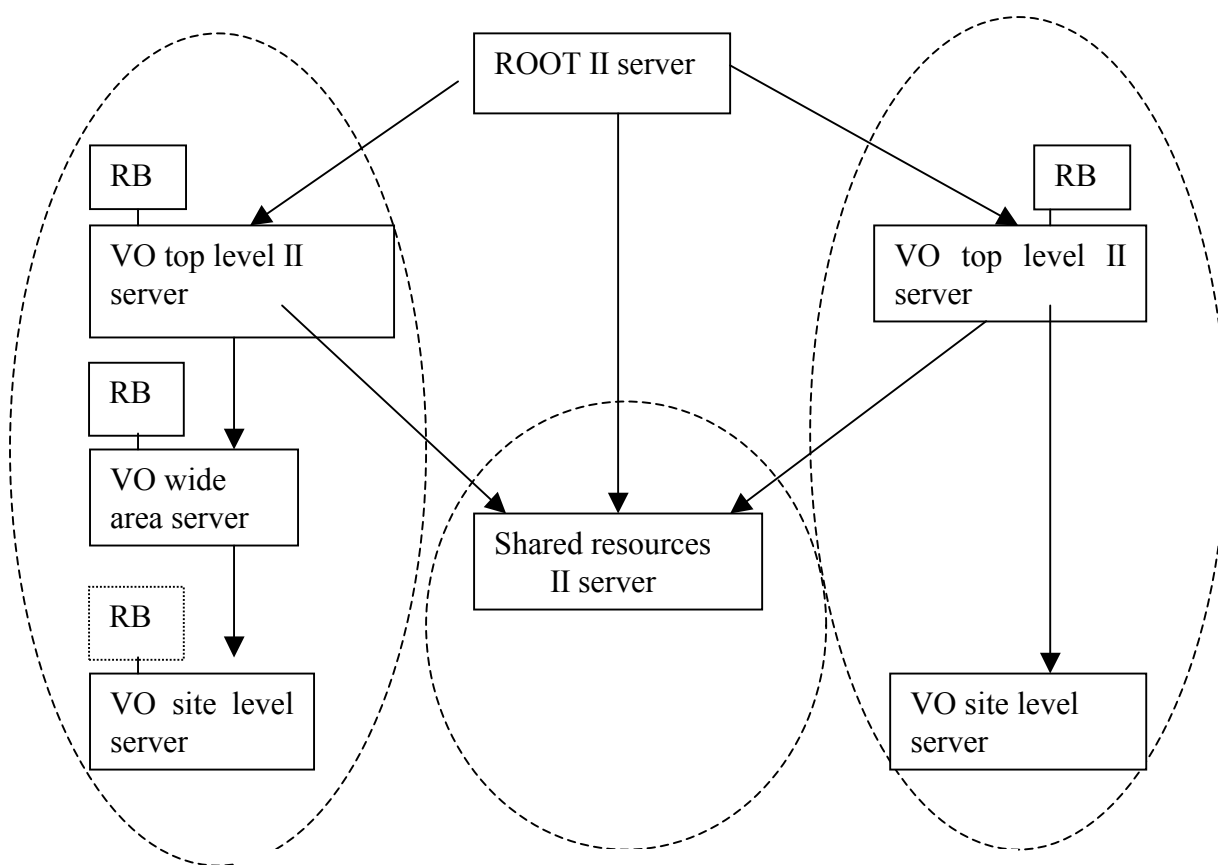 ROOT II server
RB
RB
VO top level II
server
VO top level II
server
RB
VO wide
area server
Shared resources
II server
RB
VO site level
server
VO site level
server